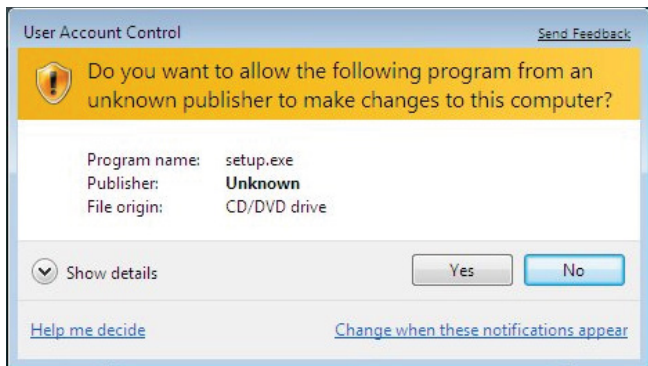 User Account Control
Send Feedback
Do you want to allow the following program from an
unknown publisher to make changes to this computer?
Program name: setup.exe
Publisher: Unknown
File origin: CD/DVD drive
Show details
Yes
No
Help me decide
Change when these notifications appear